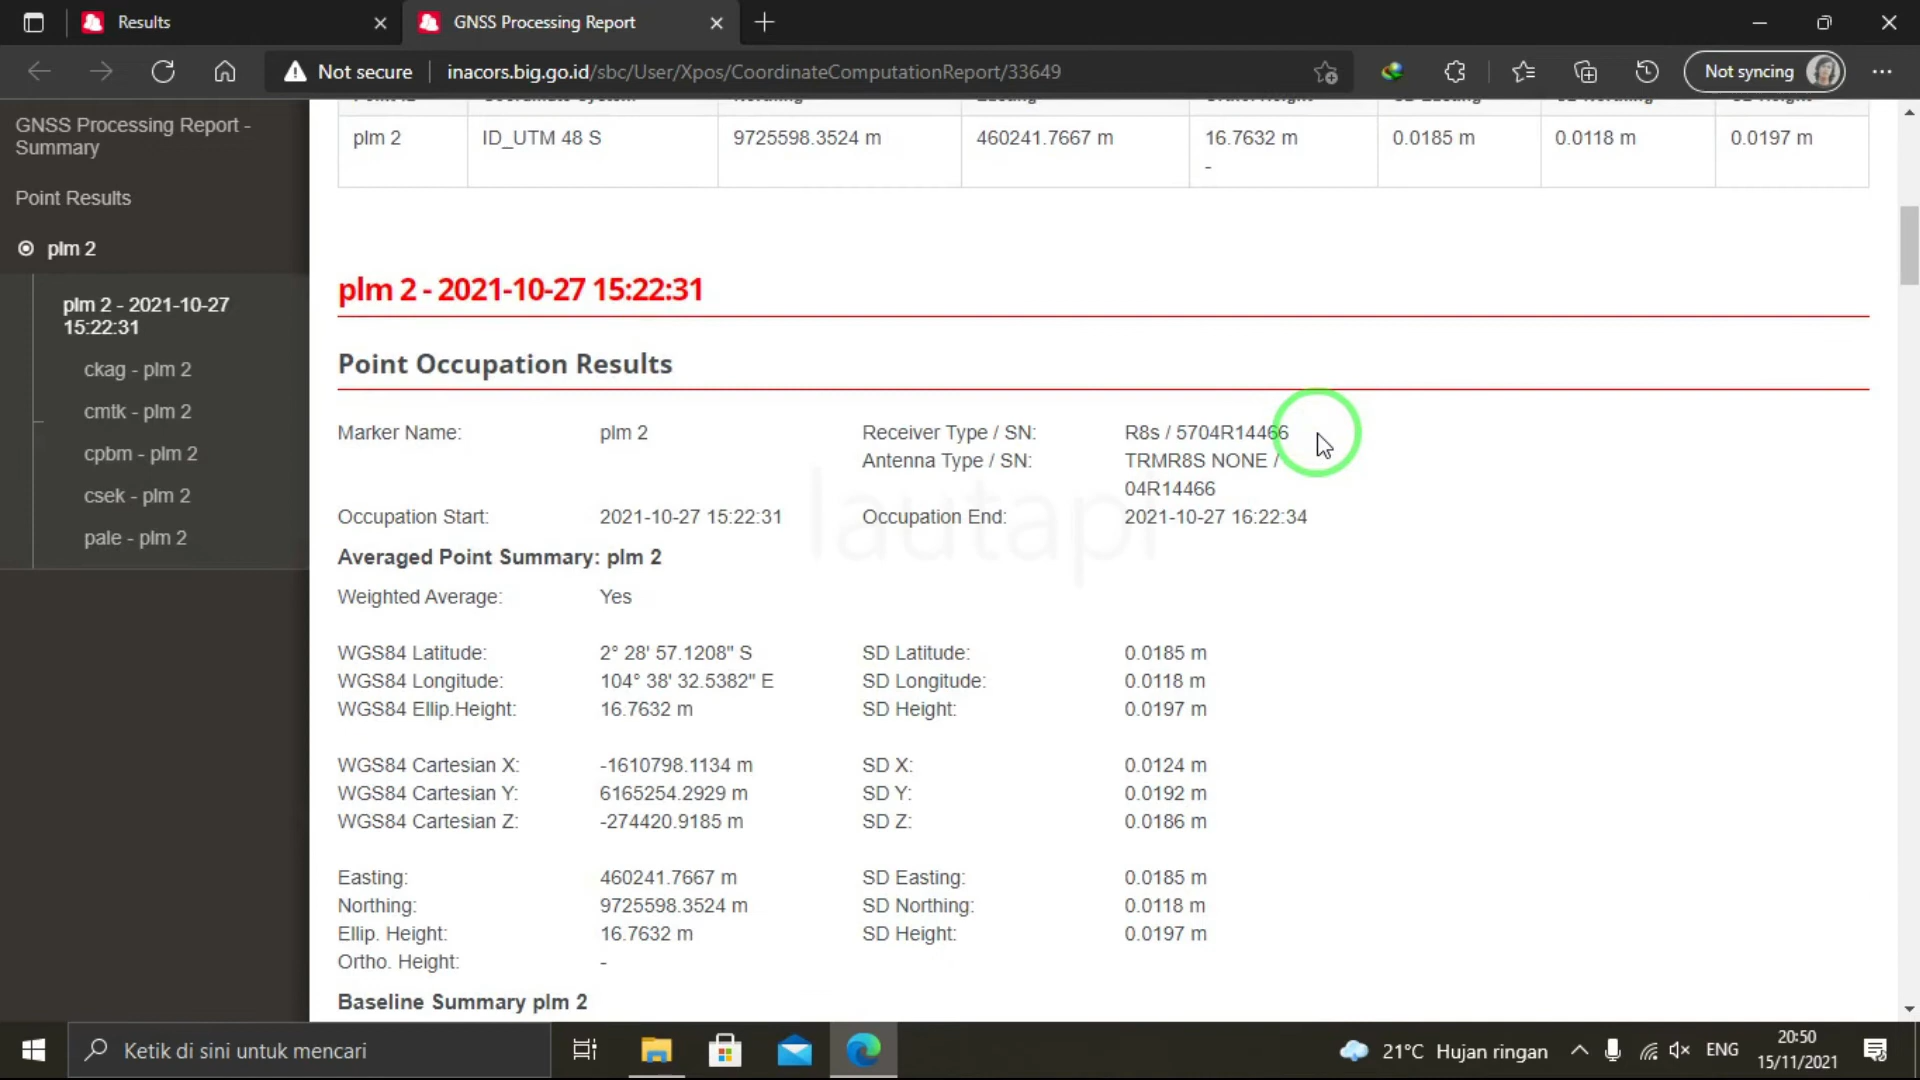 Results
GNSS Processing Report
Not secure
inacors.big.go.id/sbc/User/Xpos/CoordinateComputationReport/33649
Not syncing
GNSS Processing Report -
Summary
Point Results
plm 2
plm 2 - 2021-10-27
15:22:31
ckag - plm 2
cmtk - plm 2
cpbm - plm 2
csek - plm 2
pale - plm 2
plm 2 ID_UTM 48 S 9725598.3524 m 460241.7667 m 16.7632 m 0.0185 m 0.0118 m 0.0197 m
-
plm 2 - 2021-10-27 15:22:31
Point Occupation Results
Marker Name: plm 2 Receiver Type / SN: R8s / 5704R14466
Antenna Type / SN: TRMR8S NONE /
04R14466
Occupation Start: 2021-10-27 15:22:31 Occupation End: 2021-10-27 16:22:34
lautapi
Averaged Point Summary: plm 2
Weighted Average: Yes
WGS84 Latitude: 2° 28' 57.1208" S SD Latitude: 0.0185 m
WGS84 Longitude: 104° 38' 32.5382" E SD Longitude: 0.0118 m
WGS84 Ellip.Height: 16.7632 m SD Height: 0.0197 m
WGS84 Cartesian X: -1610798.1134 m SD X: 0.0124 m
WGS84 Cartesian Y: 6165254.2929 m SD Y: 0.0192 m
WGS84 Cartesian Z: -274420.9185 m SD Z: 0.0186 m
Easting: 460241.7667 m SD Easting: 0.0185 m
Northing: 9725598.3524 m SD Northing: 0.0118 m
Ellip. Height: 16.7632 m SD Height: 0.0197 m
Ortho. Height: -
Baseline Summary plm 2
Ketik di sini untuk mencari
21°C Hujan ringan
ENG
20:50
15/11/2021